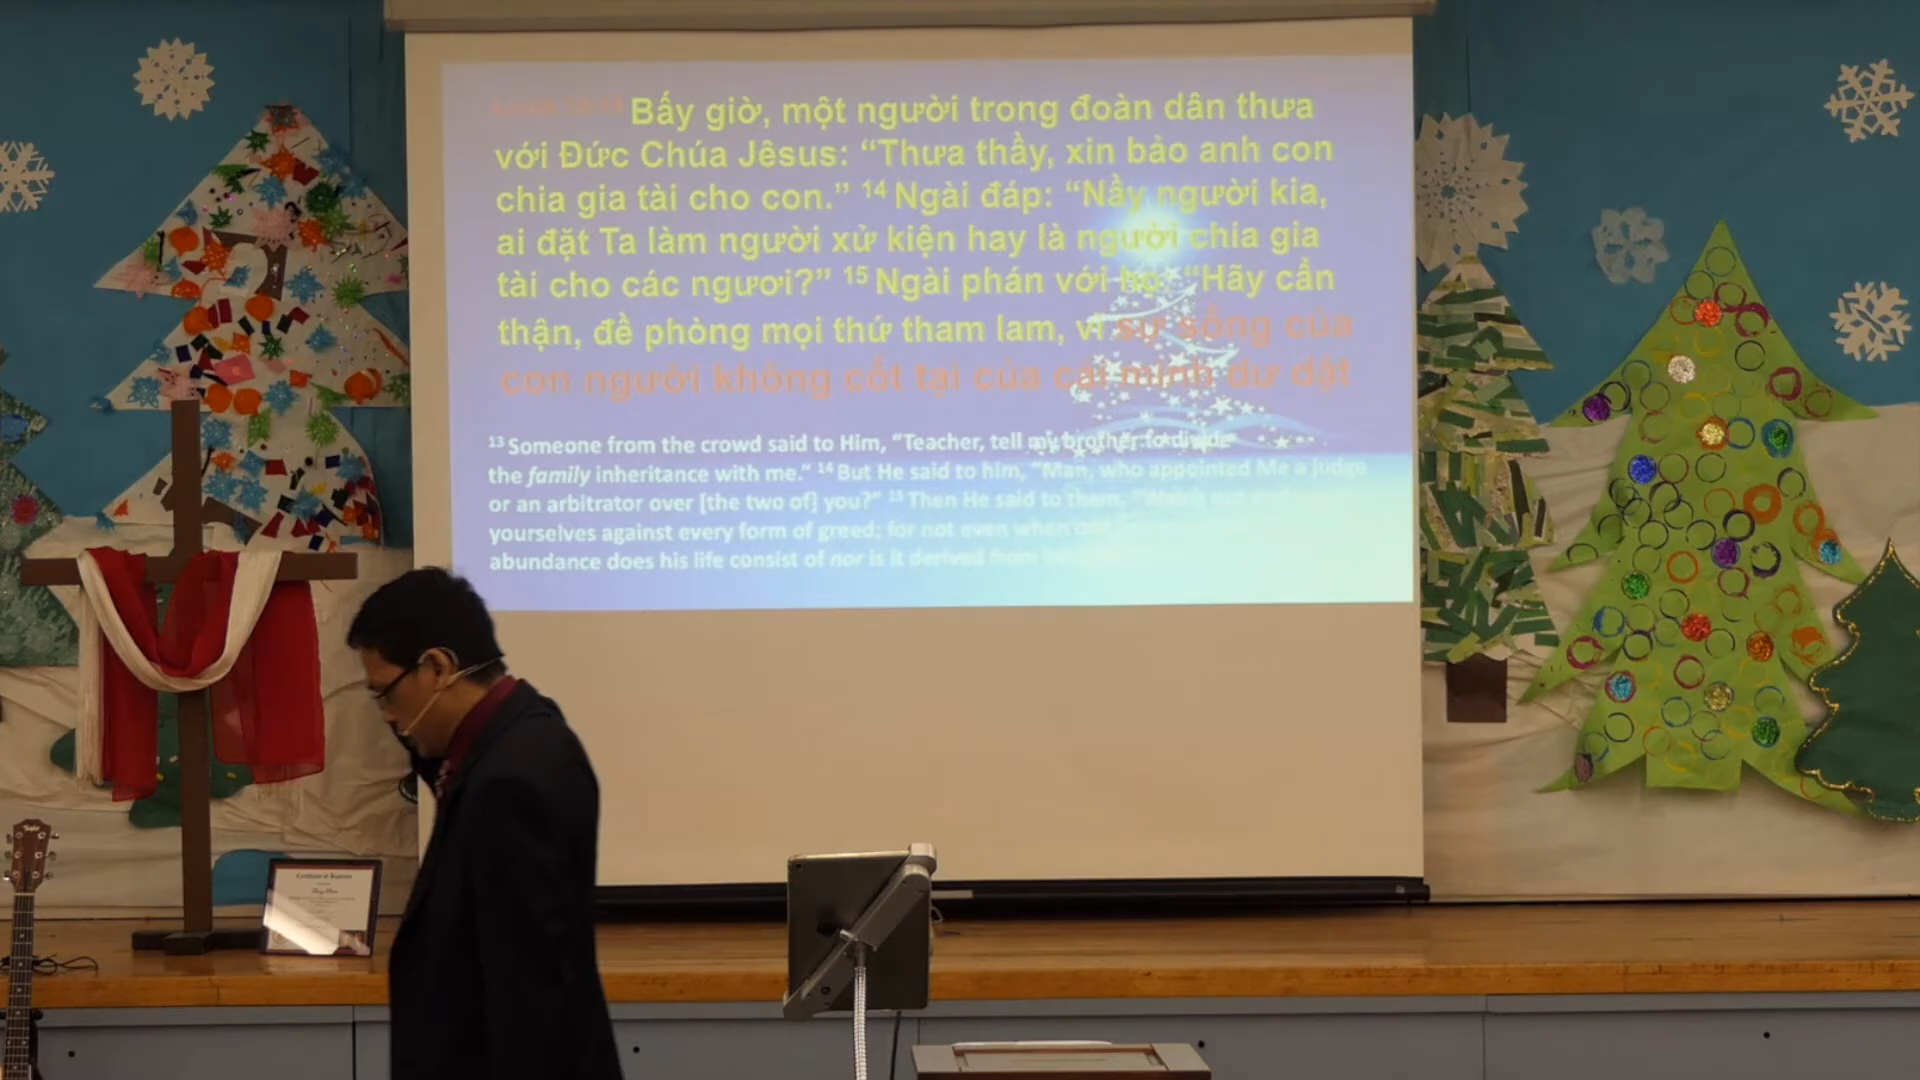 Bấy giờ, một người trong đoàn dân thưa
với Đức Chúa Jêsus: “Thưa thầy, xin bảo anh con
chia gia tài cho con.” 14 Ngài đáp: “Nầy người kia,
ai đặt Ta làm người xử kiện hay là người chia gia
tài cho các ngươi?” 15 Ngài phán với họ: “Hãy cẩn
thận, đề phòng mọi thứ tham lam, vì sự sống của
con người không cốt tại của cải mình dư dật
13 Someone from the crowd said to Him, “Teacher, tell my brother to divide
the family inheritance with me.” 14 But He said to him, “Man, who appointed Me a judge
or an arbitrator over [the two of] you?” 15 Then He said to them, “Watch
yourselves against every form of greed; for not even when one
abundance does his life consist of nor is it derived from
Taylor
Certificate of